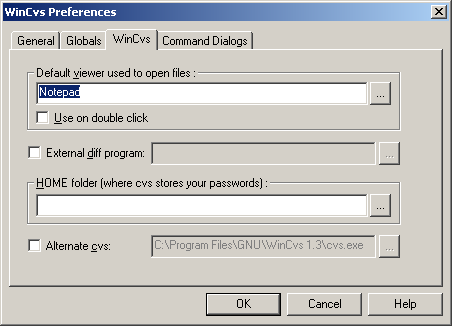 WinCvs Preferences
General Globals WinCvs Command Dialogs
Default viewer used to open files :
Notepad ...
Use on double click
External diff program: ...
HOME folder (where cvs stores your passwords) :
...
Alternate cvs: C:\Program Files\GNU\WinCvs 1.3\cvs.exe ...
OK Cancel Help